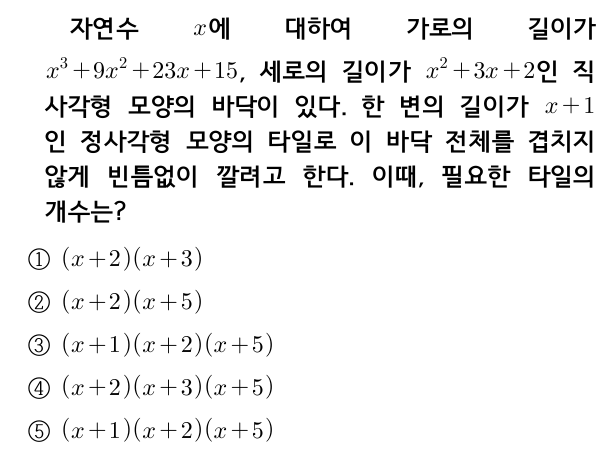 자연수 x에 대하여 가로의 길이가
x³+9x²+23x+15, 세로의 길이가 x²+3x+2인 직
사각형 모양의 바닥이 있다. 한 변의 길이가 x+1
인 정사각형 모양의 타일로 이 바닥 전체를 겹치지
않게 빈틈없이 깔려고 한다. 이때, 필요한 타일의
개수는?
① (x+2)(x+3)
② (x+2)(x+5)
③ (x+1)(x+2)(x+5)
④ (x+2)(x+3)(x+5)
⑤ (x+1)(x+2)(x+5)